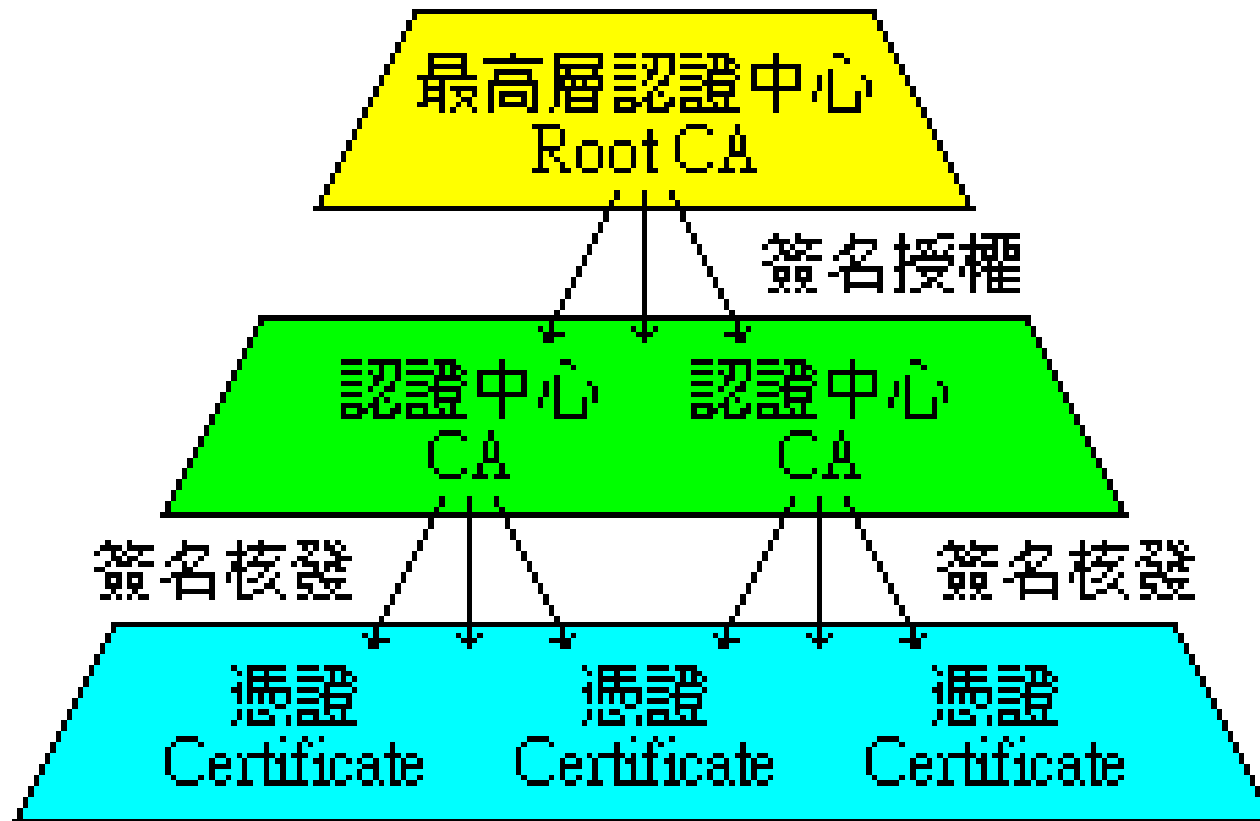 最高層認證中心
Root CA
簽名授權
認證中心 認證中心
CA CA
簽名核發 簽名核發
憑證 憑證 憑證
Certificate Certificate Certificate